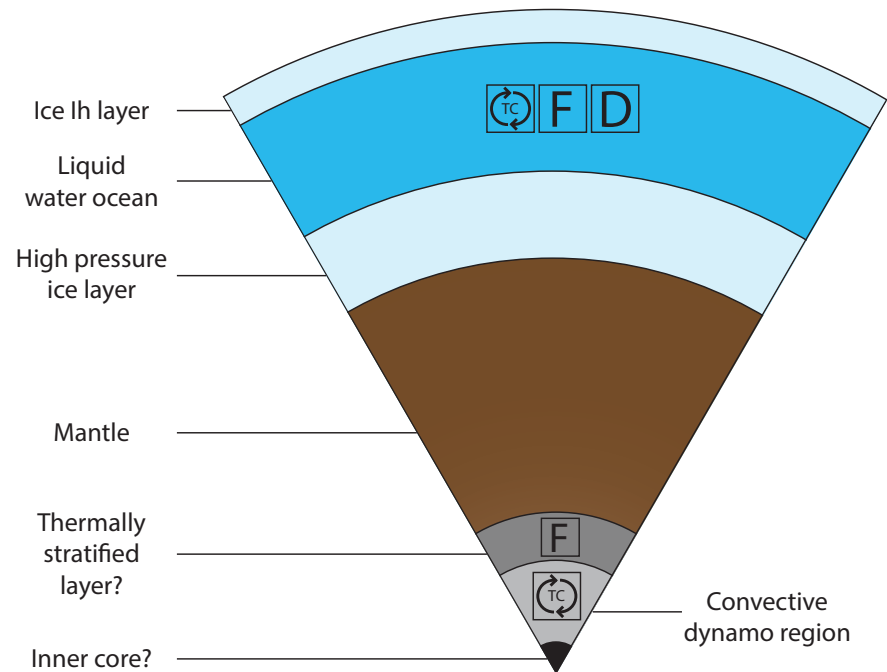 Ice Ih layer
TC F D
Liquid
water ocean
High pressure
ice layer
Mantle
Thermally
stratified
layer?
F
TC
Convective
dynamo region
Inner core?